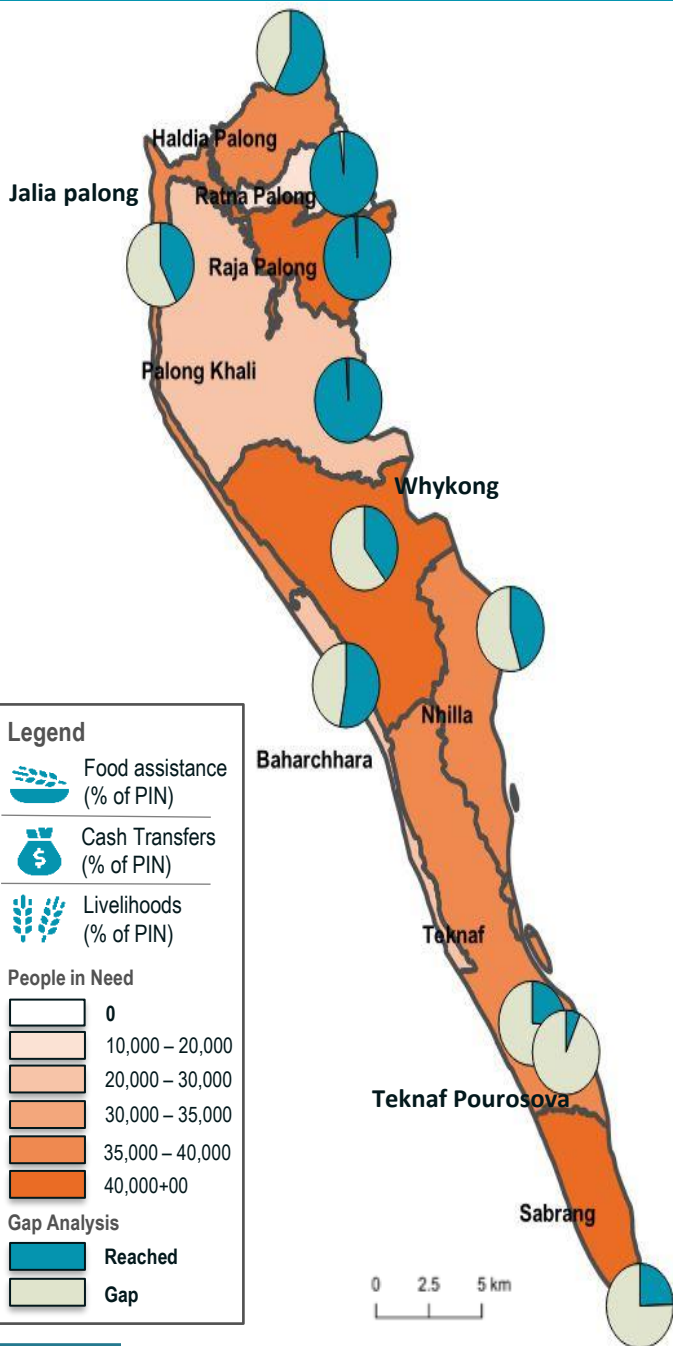 Haldia Palong
Jalia palong
Ratna Palong
Raja Palong
Palong Khali
Whykong
Nhilla
Baharchhara
Teknaf
Teknaf Pourosova
Sabrang
0 2.5 5 km
Legend
Food assistance
(% of PIN)
Cash Transfers
(% of PIN)
Livelihoods
(% of PIN)
People in Need
0
10,000 – 20,000
20,000 – 30,000
30,000 – 35,000
35,000 – 40,000
40,000+00
Gap Analysis
Reached
Gap